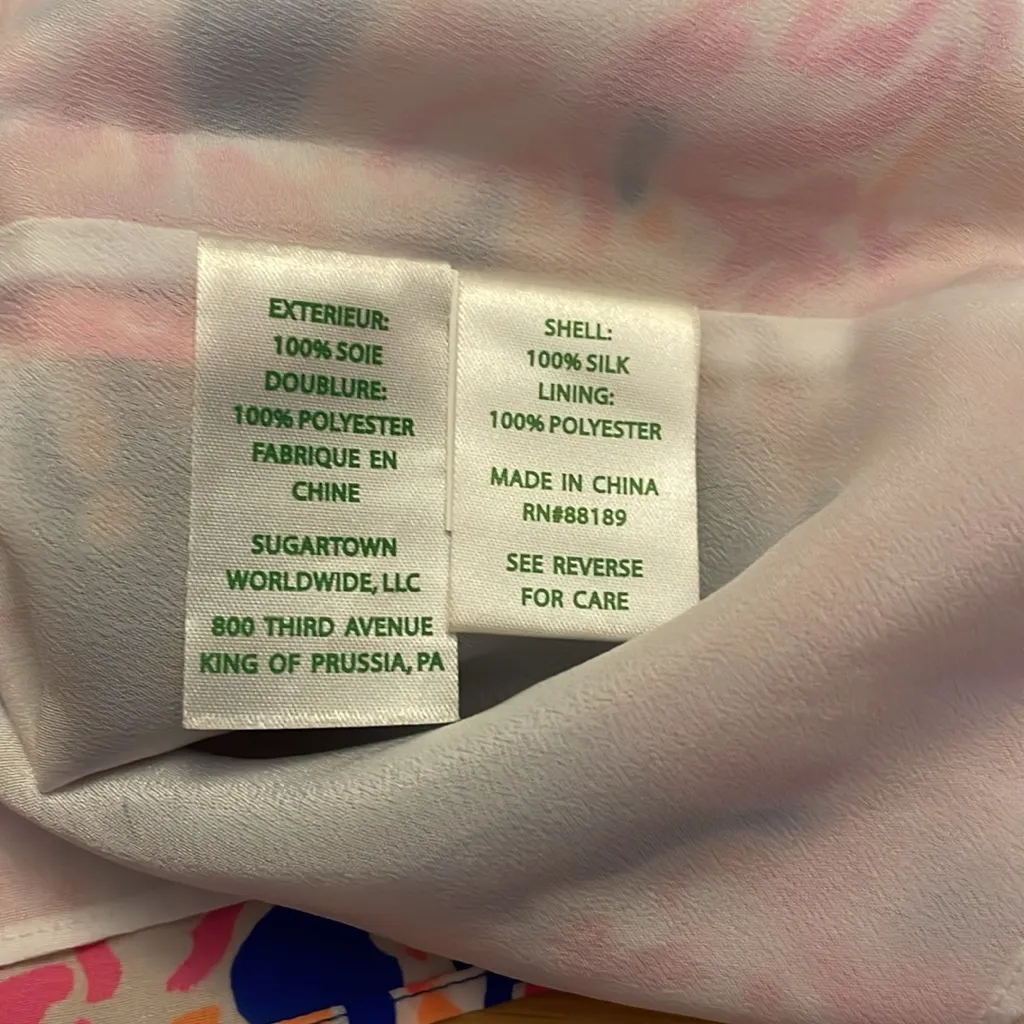 EXTERIEUR:
100% SOIE
DOUBLURE:
100% POLYESTER
FABRIQUE EN
CHINE
SUGARTOWN
WORLDWIDE, LLC
800 THIRD AVENUE
KING OF PRUSSIA, PA
SHELL:
100% SILK
LINING:
100% POLYESTER
MADE IN CHINA
RN#88189
SEE REVERSE
FOR CARE